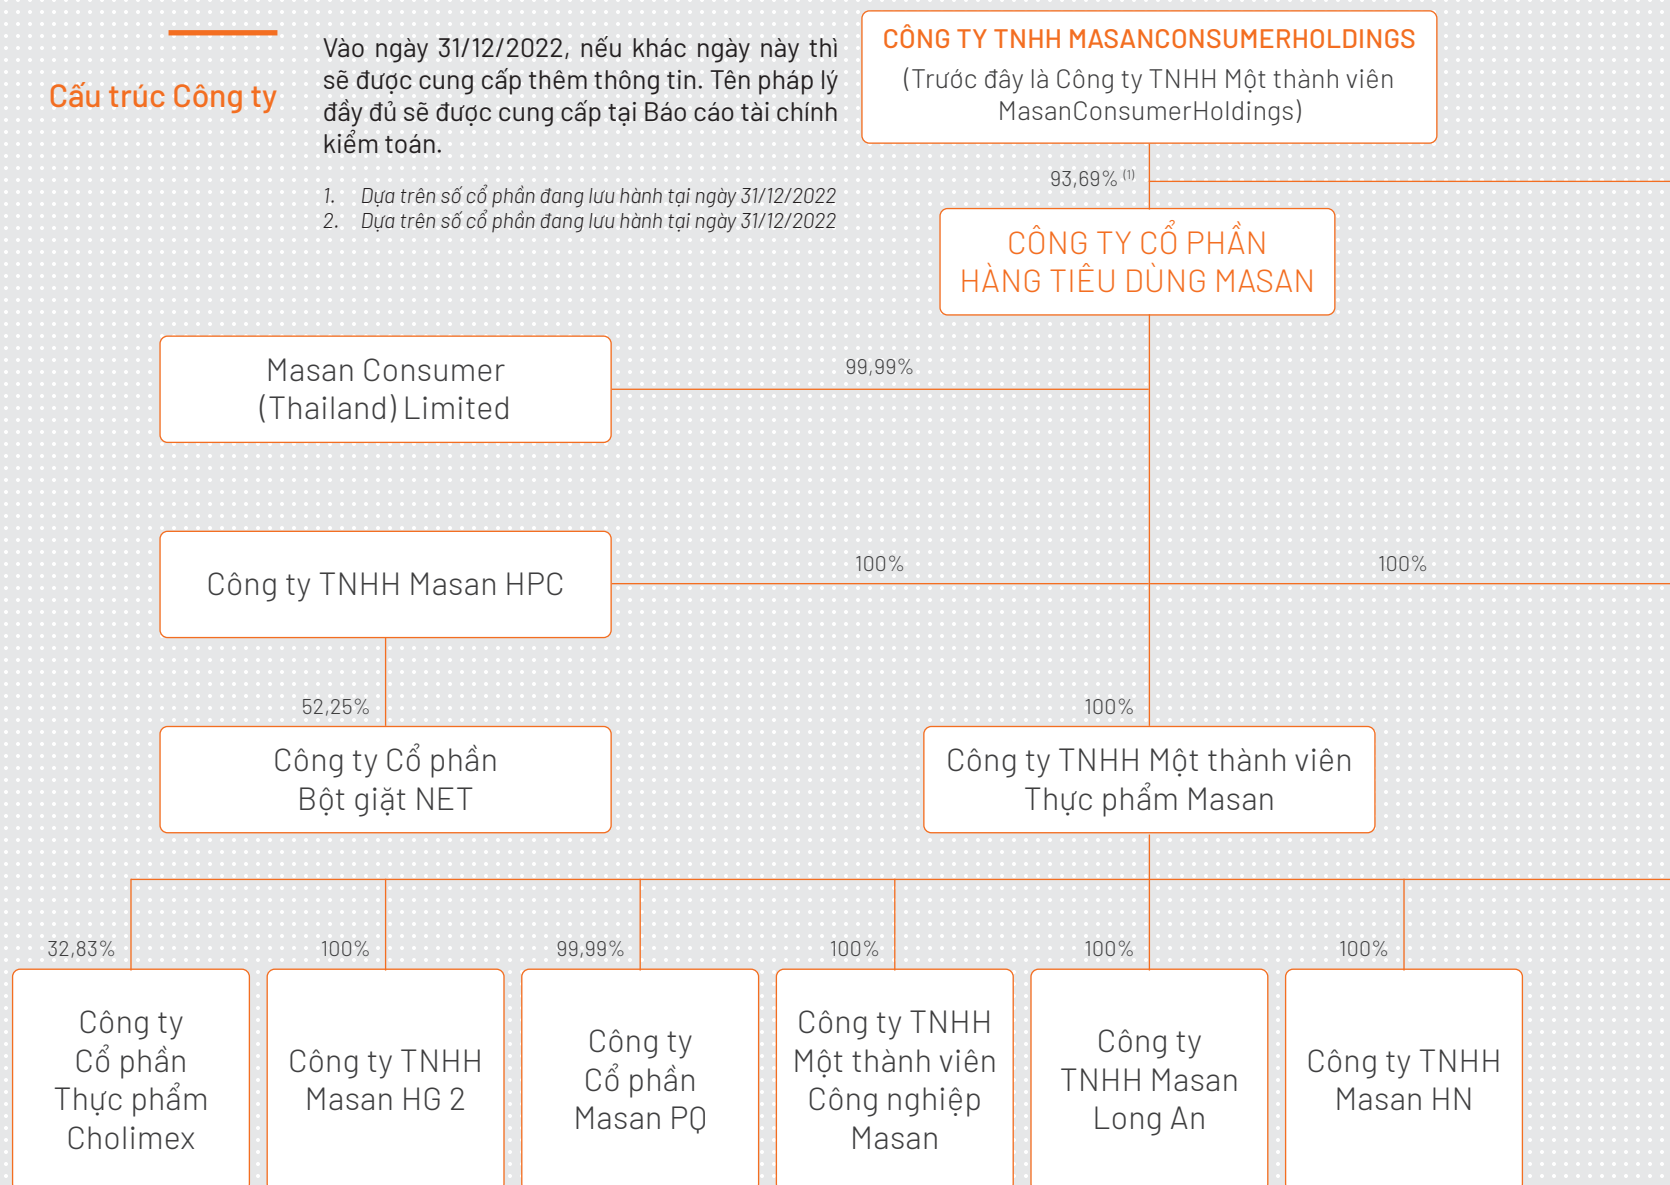 Cấu trúc Công ty
Vào ngày 31/12/2022, nếu khác ngày này thì
sẽ được cung cấp thêm thông tin. Tên pháp lý
đầy đủ sẽ được cung cấp tại Báo cáo tài chính
kiểm toán.
1. Dựa trên số cổ phần đang lưu hành tại ngày 31/12/2022
2. Dựa trên số cổ phần đang lưu hành tại ngày 31/12/2022
CÔNG TY TNHH MASANCONSUMERHOLDINGS
(Trước đây là Công ty TNHH Một thành viên
MasanConsumerHoldings)
93,69% (1)
CÔNG TY CỔ PHẦN
HÀNG TIÊU DÙNG MASAN
Masan Consumer
(Thailand) Limited
99,99%
Công ty TNHH Masan HPC
100%
100%
52,25%
Công ty Cổ phần
Bột giặt NET
100%
Công ty TNHH Một thành viên
Thực phẩm Masan
32,83%
Công ty
Cổ phần
Thực phẩm
Cholimex
100%
Công ty TNHH
Masan HG 2
99,99%
Công ty
Cổ phần
Masan PQ
100%
Công ty TNHH
Một thành viên
Công nghiệp
Masan
100%
Công ty
TNHH Masan
Long An
100%
Công ty TNHH
Masan HN